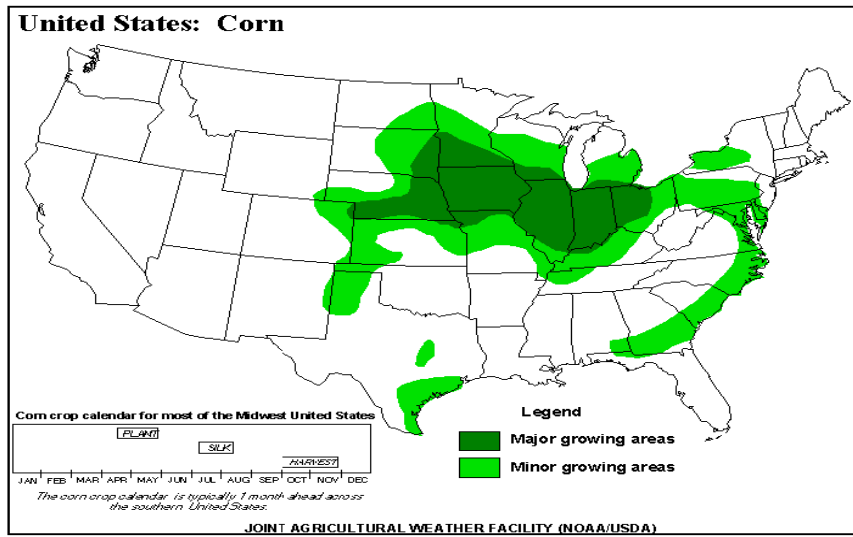 United States: Corn
Corn crop calendar for most of the Midwest United States
PLANT
SILK
HARVEST
JAN FEB MAR APR MAY JUN JUL AUG SEP OCT NOV DEC
The corn crop calendar is typically 1 month ahead across
the southern United States.
Legend
Major growing areas
Minor growing areas
JOINT AGRICULTURAL WEATHER FACILITY (NOAA/USDA)